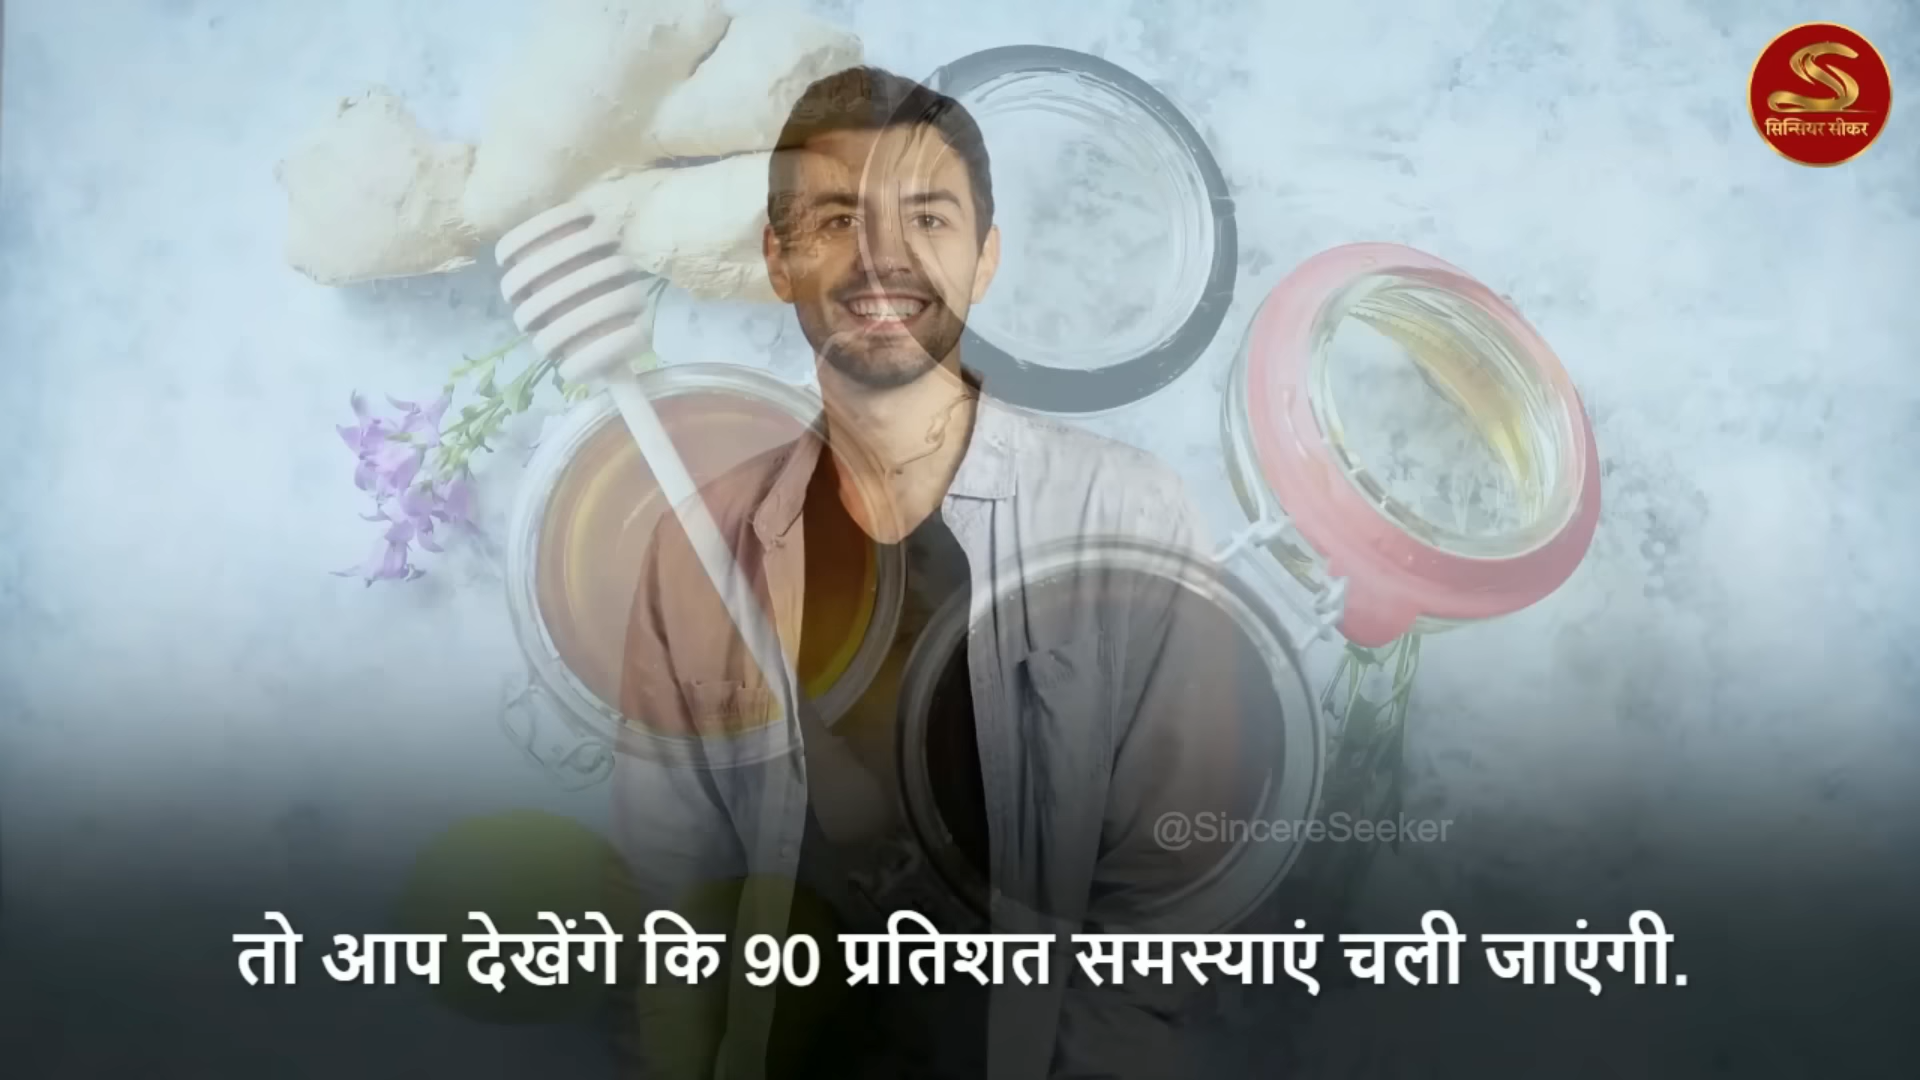 सिन्सियर सीकर
@SincereSeeker
तो आप देखेंगे कि 90 प्रतिशत समस्याएं चली जाएंगी.